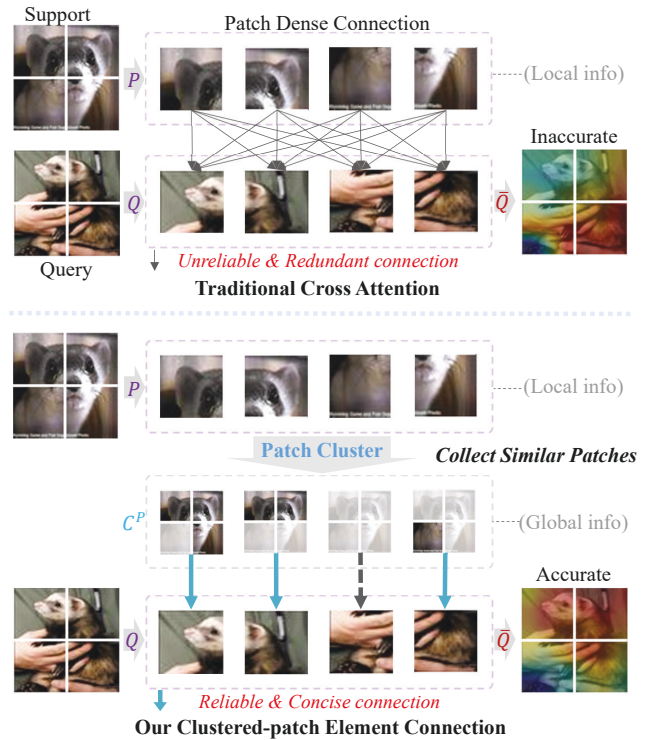 Support
Patch Dense Connection
P
(Local info)
Inaccurate
Q
Q̄
Query
Unreliable & Redundant connection
Traditional Cross Attention
P
(Local info)
Patch Cluster
Collect Similar Patches
Cᴾ
(Global info)
Accurate
Q
Q̄
Reliable & Concise connection
Our Clustered-patch Element Connection